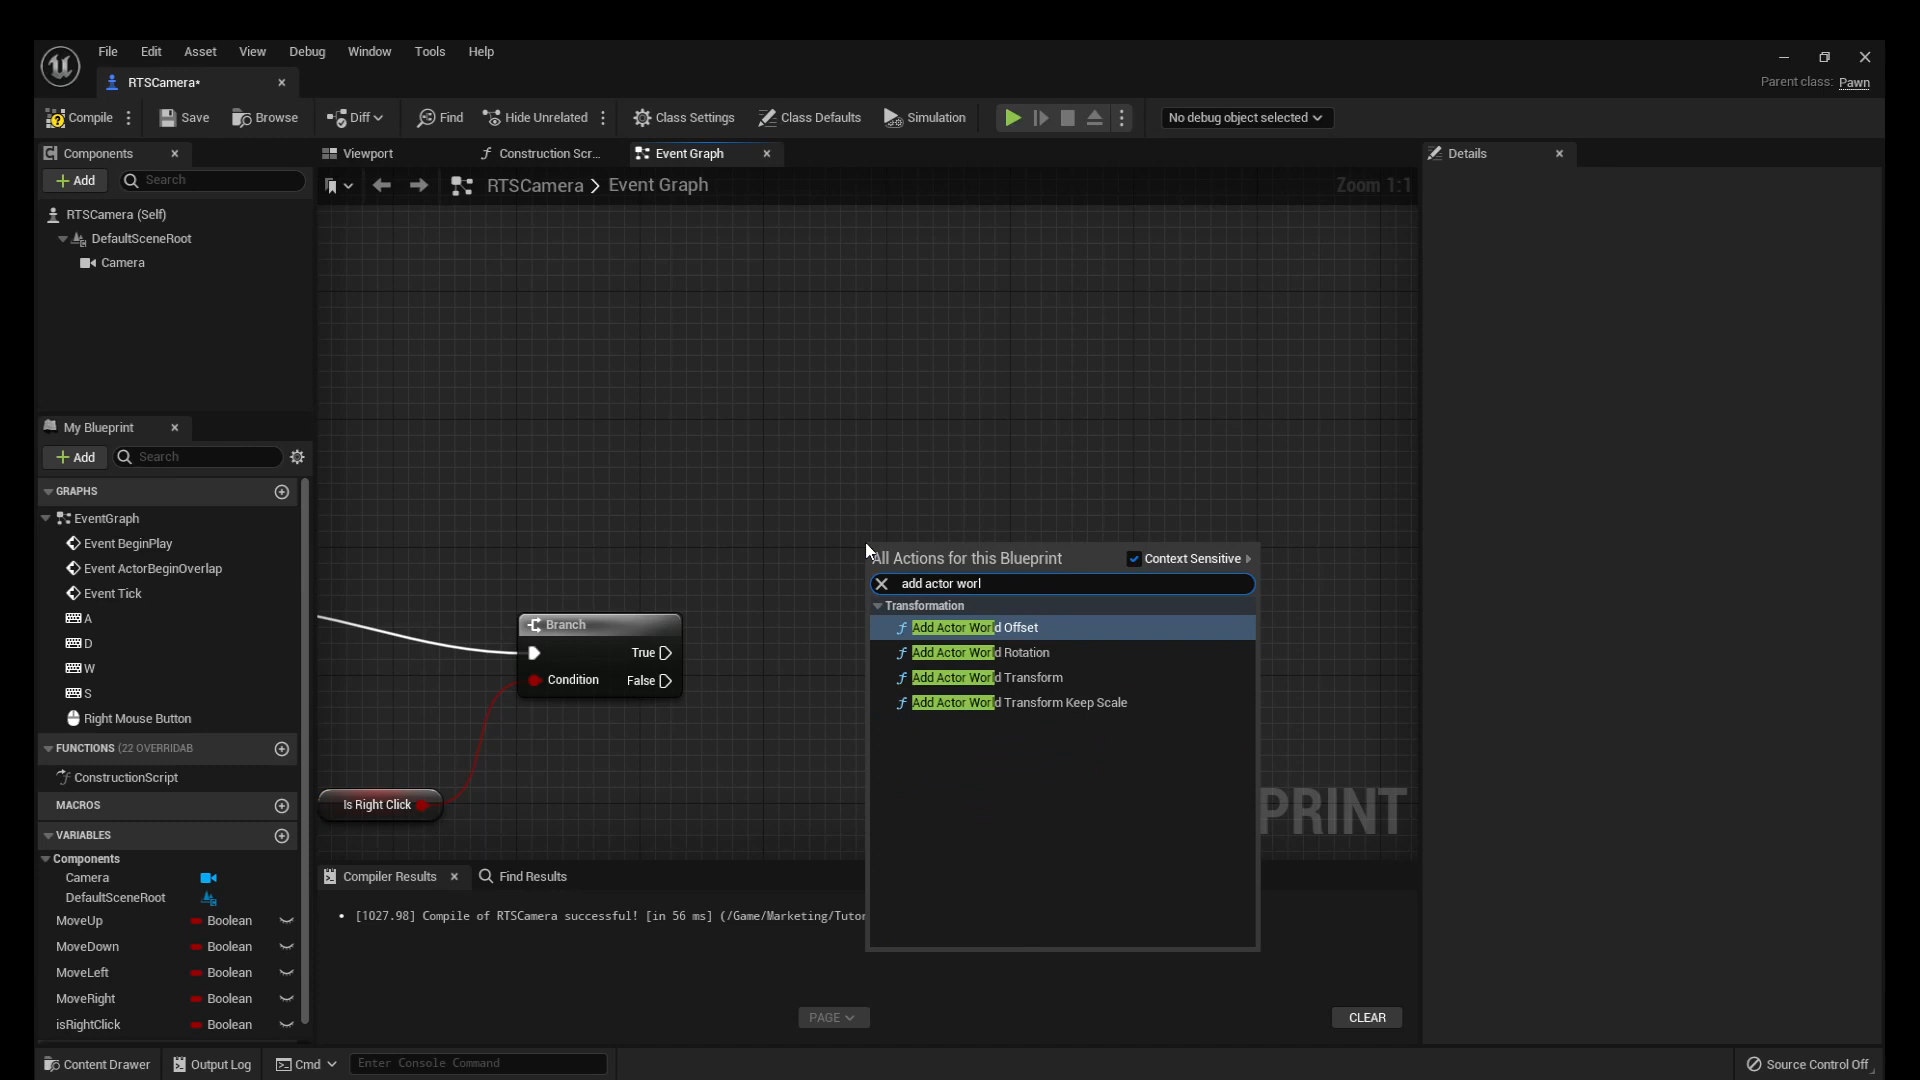 File Edit Asset View Debug Window Tools Help
RTSCamera*
Parent class: Pawn
Compile Save Browse Diff Find Hide Unrelated Class Settings Class Defaults Simulation No debug object selected
Components Viewport Construction Scr... Event Graph Details
Add Search
RTSCamera > Event Graph Zoom 1:1
RTSCamera (Self)
DefaultSceneRoot
Camera
My Blueprint
Add Search
GRAPHS
EventGraph
Event BeginPlay
Event ActorBeginOverlap
Event Tick
A
D
W
S
Right Mouse Button
FUNCTIONS (22 OVERRIDAB
ConstructionScript
MACROS
VARIABLES
Components
Camera
DefaultSceneRoot
MoveUp Boolean
MoveDown Boolean
MoveLeft Boolean
MoveRight Boolean
isRightClick Boolean
Branch
True
Condition False
Is Right Click
All Actions for this Blueprint Context Sensitive
add actor worl
Transformation
f Add Actor World Offset
f Add Actor World Rotation
f Add Actor World Transform
f Add Actor World Transform Keep Scale
PRINT
Compiler Results Find Results
• [1027.98] Compile of RTSCamera successful! [in 56 ms] (/Game/Marketing/Tutor
PAGE CLEAR
Content Drawer Output Log Cmd Enter Console Command Source Control Off